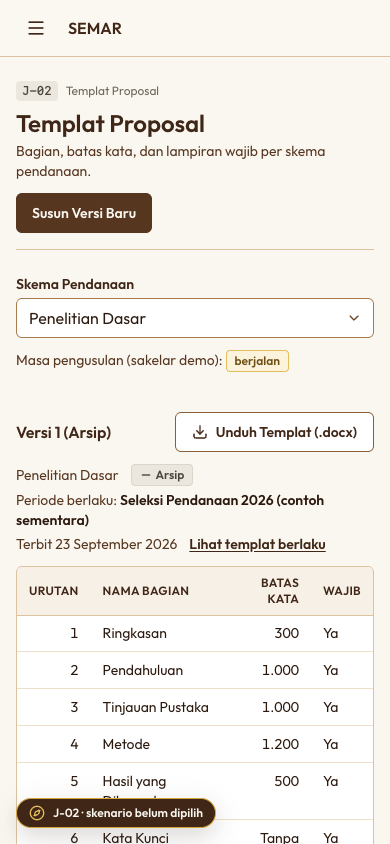 SEMAR
J-02 Templat Proposal
Templat Proposal
Bagian, batas kata, dan lampiran wajib per skema
pendanaan.
Susun Versi Baru
Skema Pendanaan
Penelitian Dasar
Masa pengusulan (sakelar demo): berjalan
Versi 1 (Arsip)
Unduh Templat (.docx)
Penelitian Dasar — Arsip
Periode berlaku: Seleksi Pendanaan 2026 (contoh
sementara)
Terbit 23 September 2026 Lihat templat berlaku
URUTAN NAMA BAGIAN BATAS KATA WAJIB
1 Ringkasan 300 Ya
2 Pendahuluan 1.000 Ya
3 Tinjauan Pustaka 1.000 Ya
4 Metode 1.200 Ya
5 Hasil yang 500 Ya
J-02 · skenario belum dipilih
6 Kata Kunci Tanpa Ya